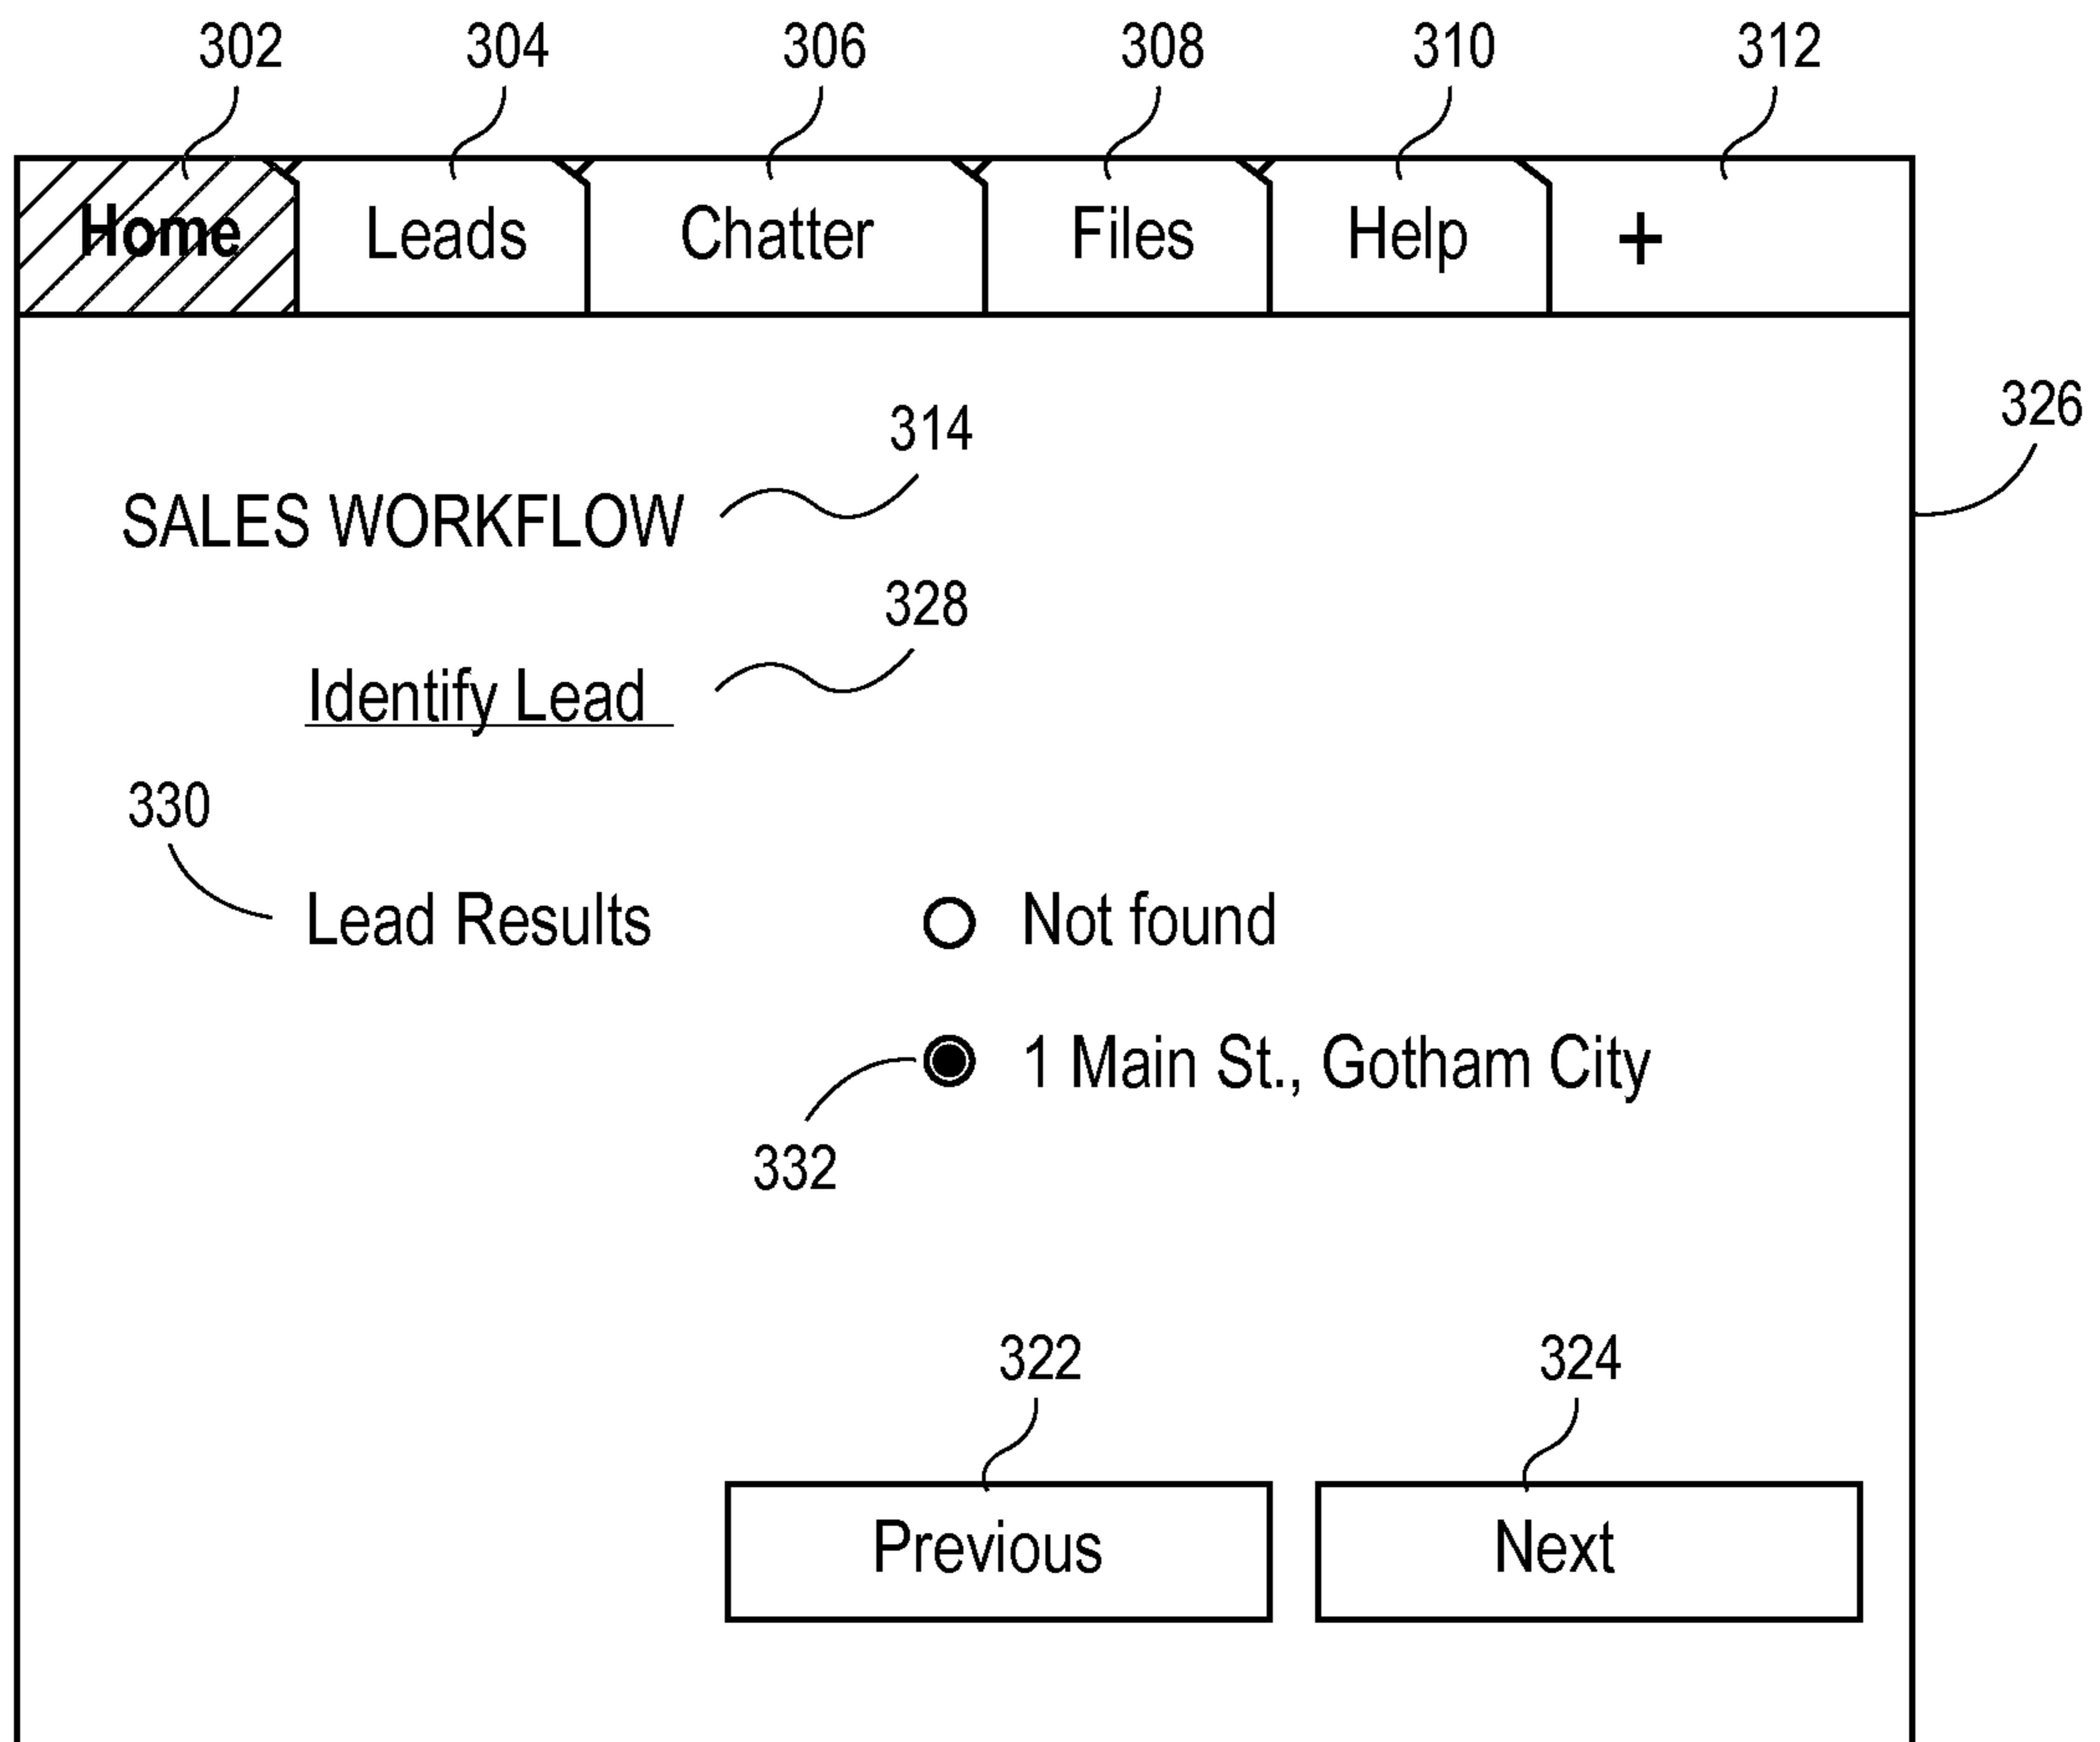 302 304 306 308 310 312
Home Leads Chatter Files Help +
326
314
SALES WORKFLOW
328
Identify Lead
330
Lead Results Not found
1 Main St., Gotham City
332
322 324
Previous Next